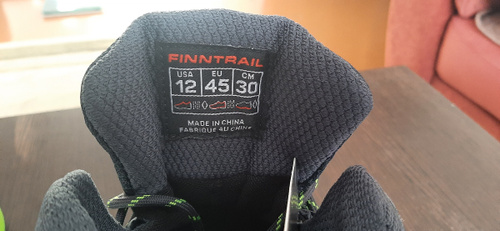 FINNTRAIL
USA EU CM
12 45 30
MADE IN CHINA
FABRIQUE AU CHINE